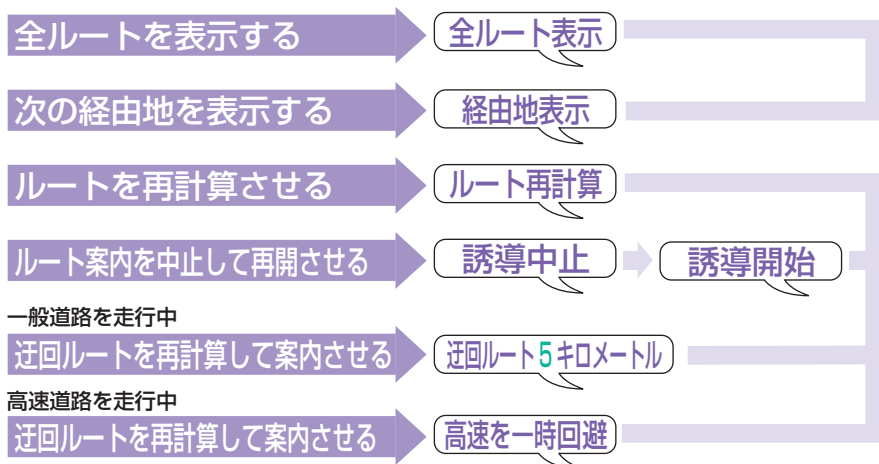 全ルートを表示する
全ルート表示
次の経由地を表示する
経由地表示
ルートを再計算させる
ルート再計算
ルート案内を中止して再開させる
誘導中止
誘導開始
一般道路を走行中
迂回ルートを再計算して案内させる
迂回ルート5キロメートル
高速道路を走行中
迂回ルートを再計算して案内させる
高速を一時回避